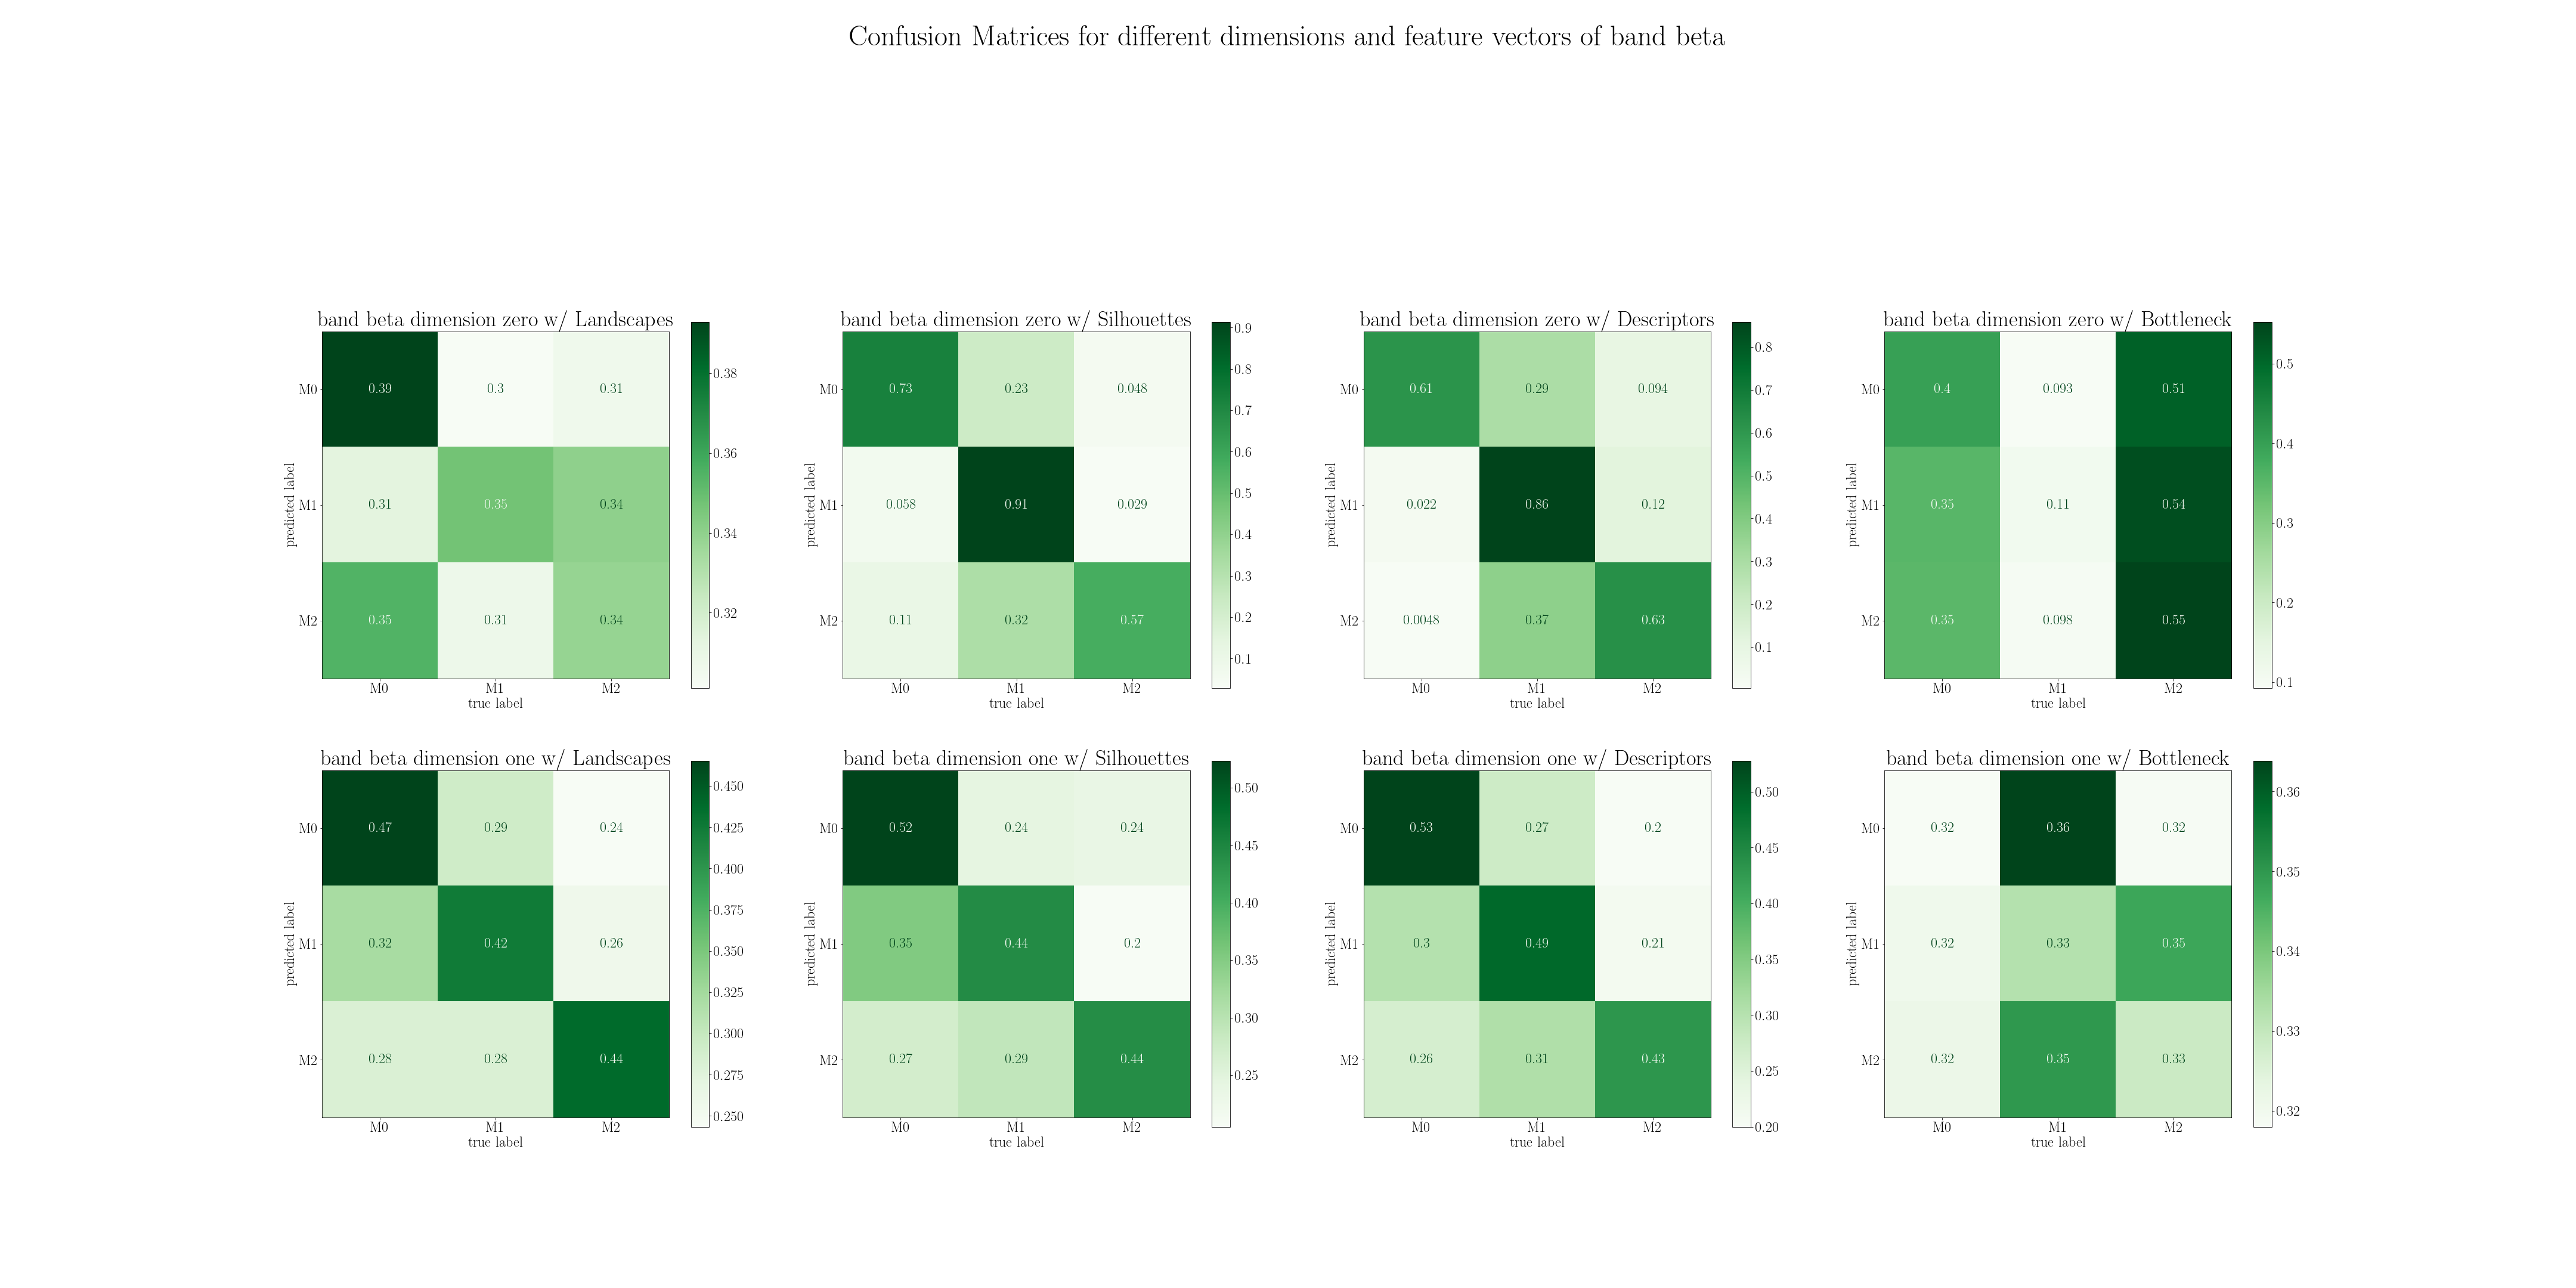 Confusion Matrices for different dimensions and feature vectors of band beta
band beta dimension zero w/ Landscapes
predicted label
M0 0.39 0.3 0.31
M1 0.31 0.35 0.34
M2 0.35 0.31 0.34
M0 M1 M2
true label
0.38
0.36
0.34
0.32
band beta dimension zero w/ Silhouettes
predicted label
M0 0.73 0.23 0.048
M1 0.058 0.91 0.029
M2 0.11 0.32 0.57
M0 M1 M2
true label
0.9
0.8
0.7
0.6
0.5
0.4
0.3
0.2
0.1
band beta dimension zero w/ Descriptors
predicted label
M0 0.61 0.29 0.094
M1 0.022 0.86 0.12
M2 0.0048 0.37 0.63
M0 M1 M2
true label
0.8
0.7
0.6
0.5
0.4
0.3
0.2
0.1
band beta dimension zero w/ Bottleneck
predicted label
M0 0.4 0.093 0.51
M1 0.35 0.11 0.54
M2 0.35 0.098 0.55
M0 M1 M2
true label
0.5
0.4
0.3
0.2
0.1
band beta dimension one w/ Landscapes
predicted label
M0 0.47 0.29 0.24
M1 0.32 0.42 0.26
M2 0.28 0.28 0.44
M0 M1 M2
true label
0.450
0.425
0.400
0.375
0.350
0.325
0.300
0.275
0.250
band beta dimension one w/ Silhouettes
predicted label
M0 0.52 0.24 0.24
M1 0.35 0.44 0.2
M2 0.27 0.29 0.44
M0 M1 M2
true label
0.50
0.45
0.40
0.35
0.30
0.25
band beta dimension one w/ Descriptors
predicted label
M0 0.53 0.27 0.2
M1 0.3 0.49 0.21
M2 0.26 0.31 0.43
M0 M1 M2
true label
0.50
0.45
0.40
0.35
0.30
0.25
0.20
band beta dimension one w/ Bottleneck
predicted label
M0 0.32 0.36 0.32
M1 0.32 0.33 0.35
M2 0.32 0.35 0.33
M0 M1 M2
true label
0.36
0.35
0.34
0.33
0.32